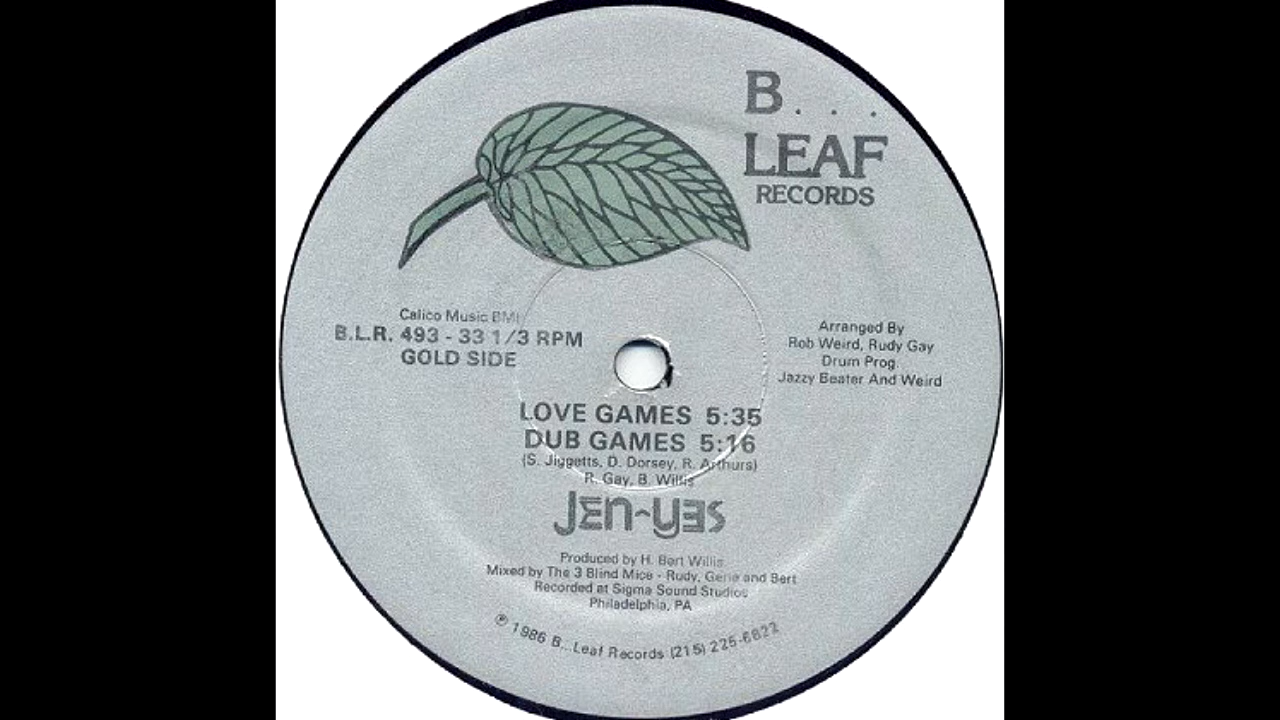 B. . .
LEAF
RECORDS
Calico Music BMI
B.L.R. 493 - 33 1/3 RPM
GOLD SIDE
Arranged By
Rob Weird, Rudy Gay
Drum Prog.
Jazzy Beater And Weird
LOVE GAMES 5:35
DUB GAMES 5:16
(S. Jiggetts, D. Dorsey, R. Arthurs)
R. Gay, B. Willis
JEN~YES
Produced by H. Bert Willis
Mixed by The 3 Blind Mice - Rudy, Gene and Bert
Recorded at Sigma Sound Studios
Philadelphia, PA
℗ 1986 B...Leaf Records (215) 225-6822